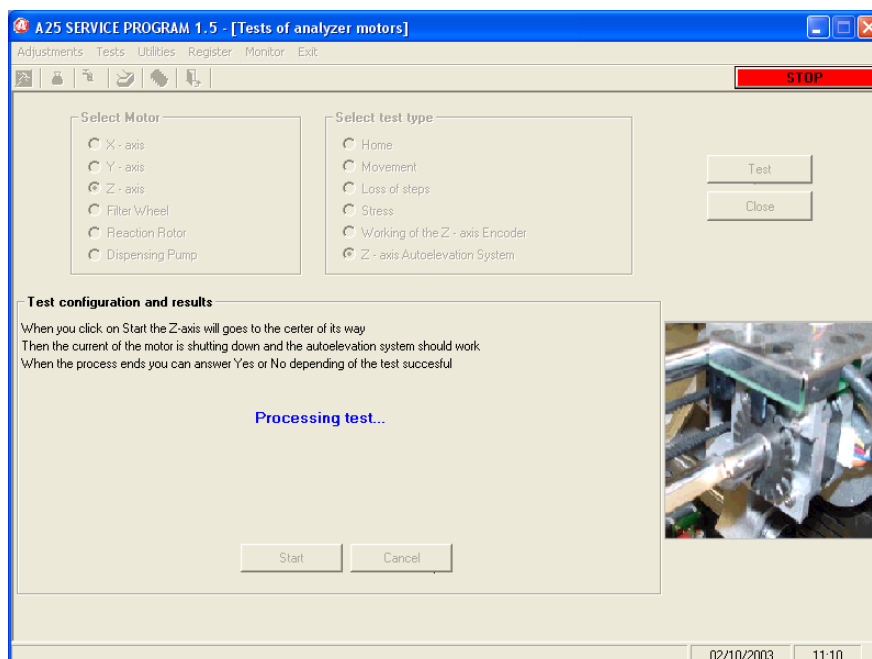 A25 SERVICE PROGRAM 1.5 - [Tests of analyzer motors]
Adjustments Tests Utilities Register Monitor Exit
STOP
Select Motor
X - axis
Y - axis
Z - axis
Filter Wheel
Reaction Rotor
Dispensing Pump
Select test type
Home
Movement
Loss of steps
Stress
Working of the Z - axis Encoder
Z - axis Autoelevation System
Test
Close
Test configuration and results
When you click on Start the Z-axis will goes to the certer of its way
Then the current of the motor is shutting down and the autoelevation system should work
When the process ends you can answer Yes or No depending of the test succesful
Processing test...
Start Cancel
02/10/2003 11:10